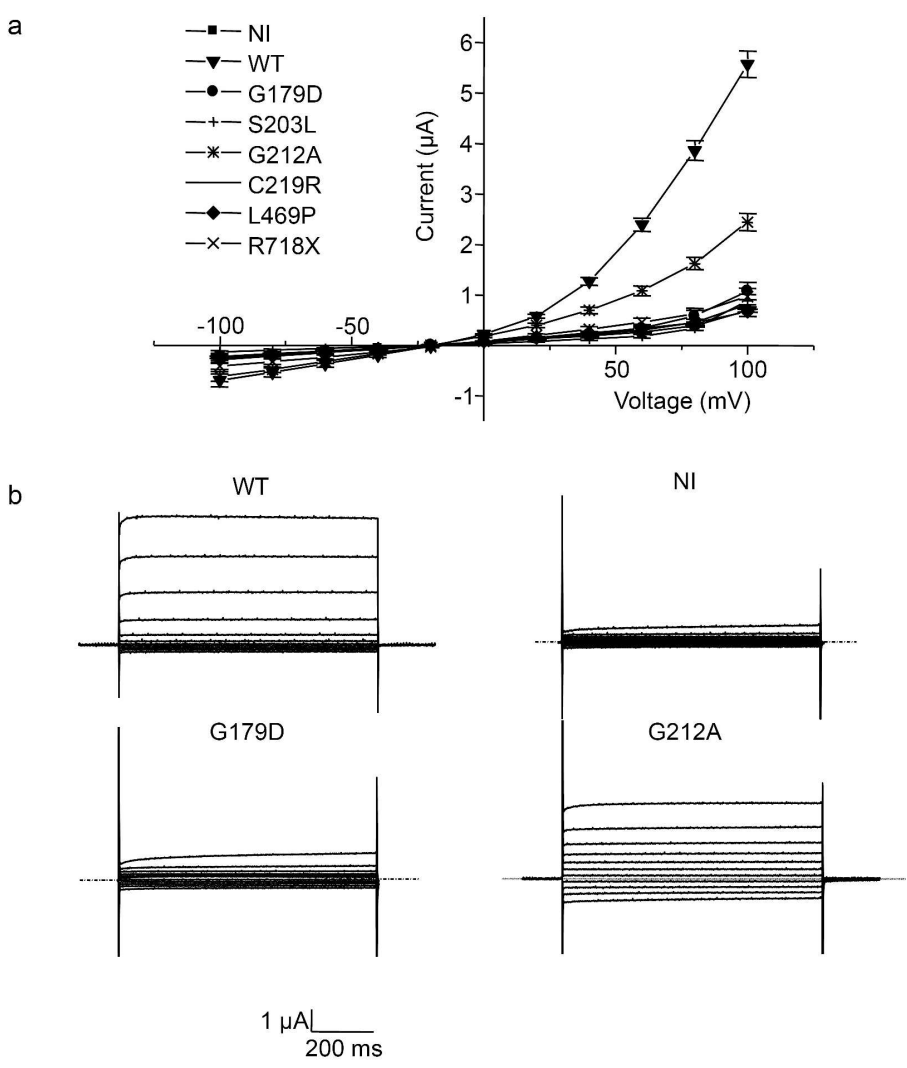 a
NI
WT
G179D
S203L
G212A
C219R
L469P
R718X
Current (µA)
6
5
4
3
2
1
-1
-100 -50 50 100
Voltage (mV)
b
WT NI
G179D G212A
1 µA
200 ms